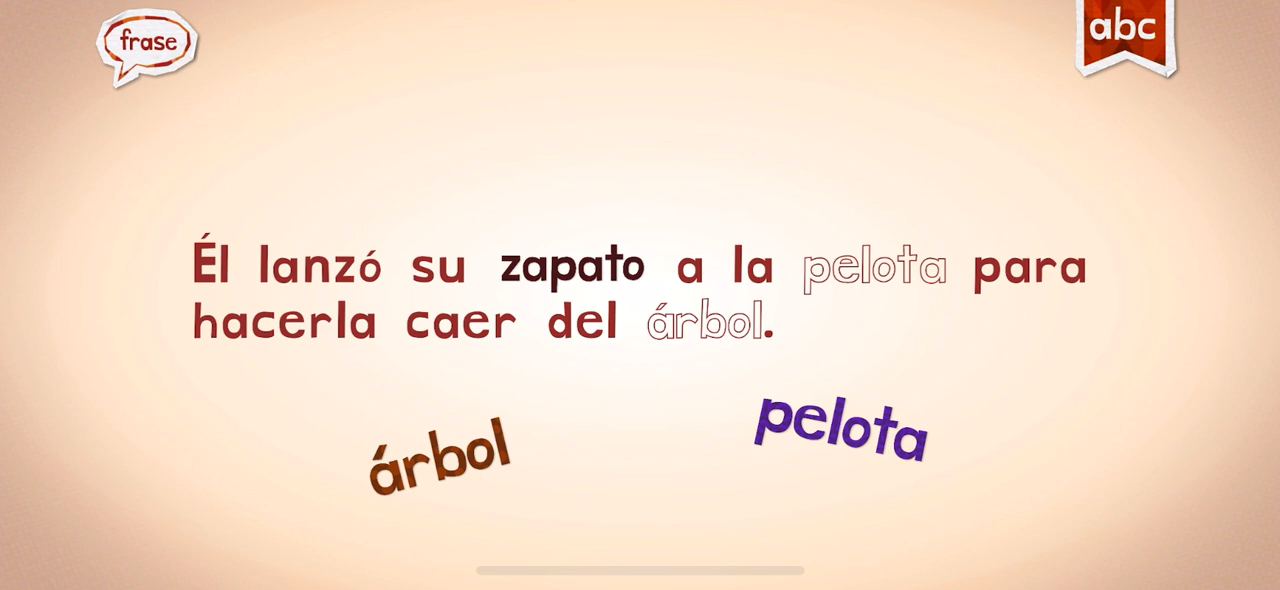 frase
abc
Él lanzó su zapato a la pelota para
hacerla caer del árbol.
árbol
pelota